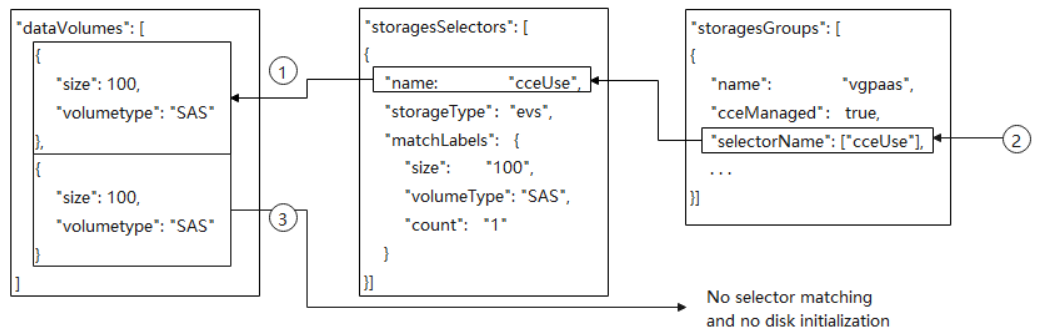 "dataVolumes": [
{
"size": 100,
"volumetype": "SAS"
},
{
"size": 100,
"volumetype": "SAS"
}
]
1
3
"storagesSelectors": [
{
"name: "cceUse",
"storageType": "evs",
"matchLabels": {
"size": "100",
"volumeType": "SAS",
"count": "1"
}
}]
"storagesGroups": [
{
"name": "vgpaas",
"cceManaged": true,
"selectorName": ["cceUse"],
...
}]
2
No selector matching
and no disk initialization